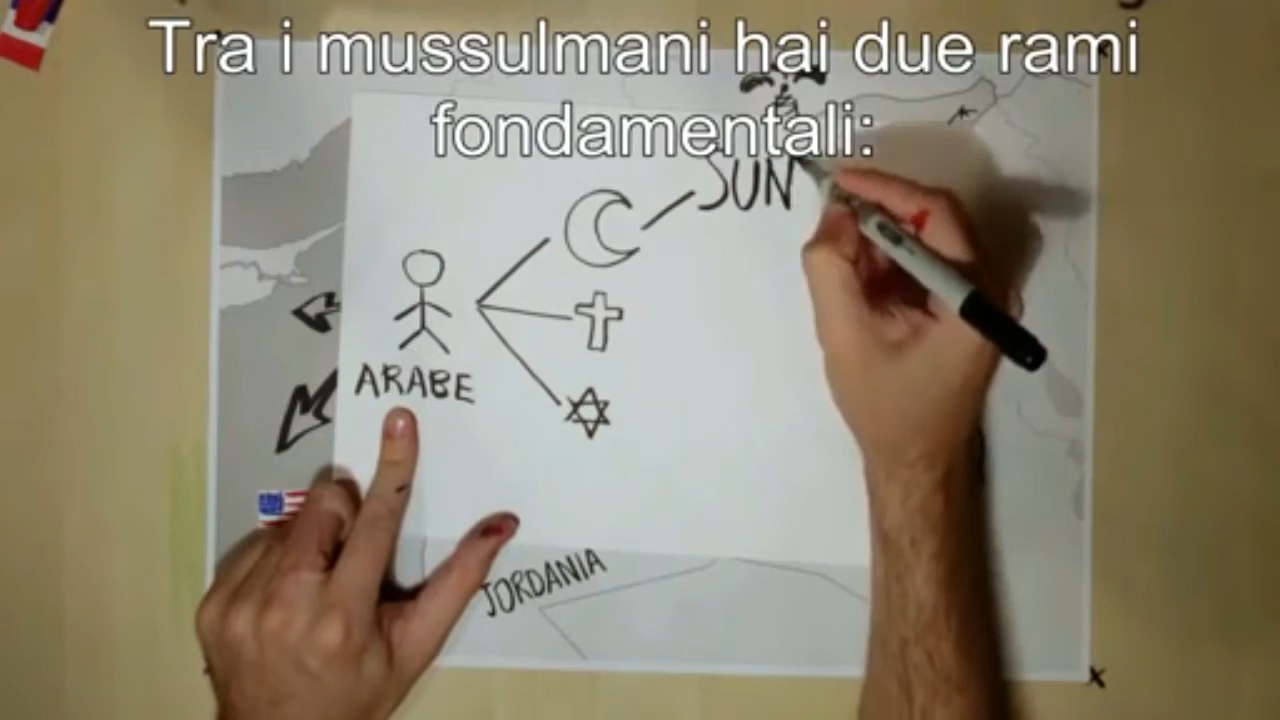 Tra i mussulmani hai due rami
fondamentali:
SUN
ARABE
JORDANIA